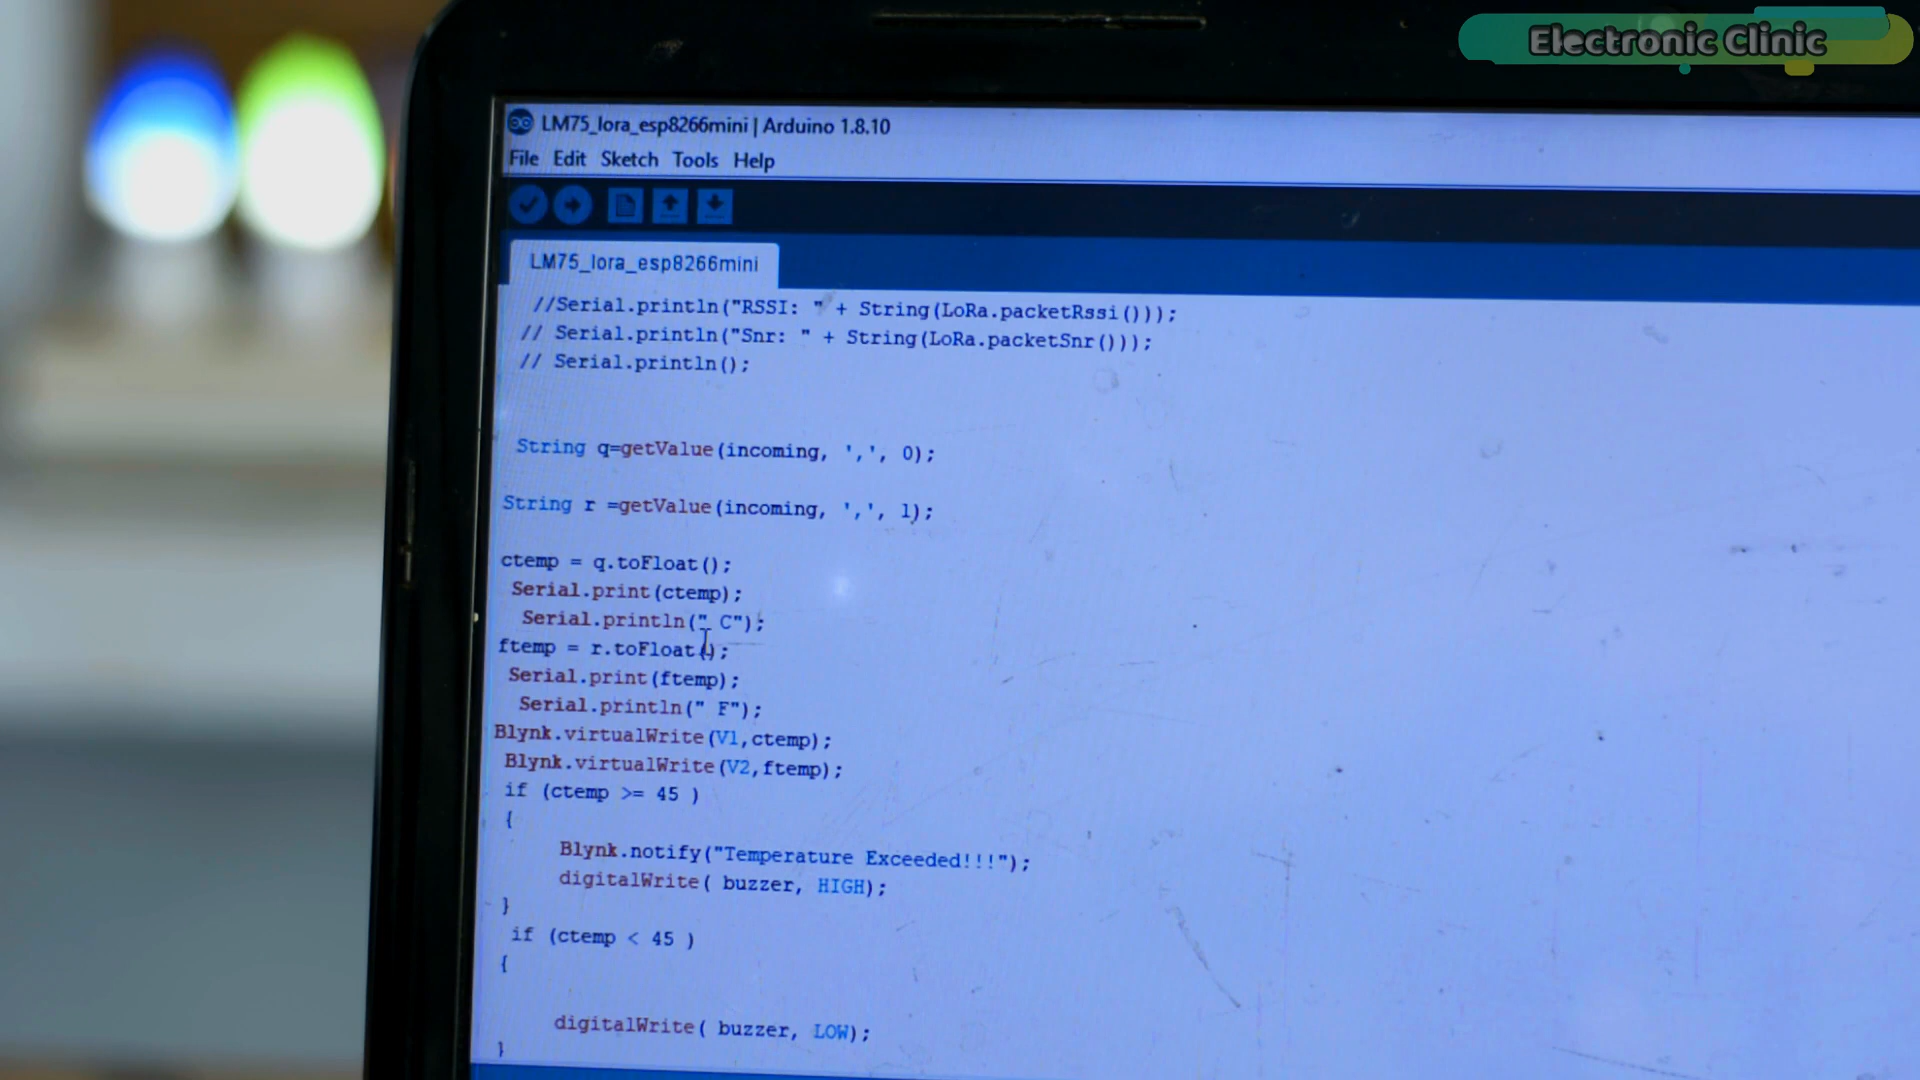 Electronic Clinic
LM75_lora_esp8266mini | Arduino 1.8.10
File Edit Sketch Tools Help
LM75_lora_esp8266mini
//Serial.println("RSSI: " + String(LoRa.packetRssi()));
// Serial.println("Snr: " + String(LoRa.packetSnr()));
// Serial.println();
String q=getValue(incoming, ',', 0);
String r =getValue(incoming, ',', 1);
ctemp = q.toFloat();
Serial.print(ctemp);
Serial.println(" C");
ftemp = r.toFloat();
Serial.print(ftemp);
Serial.println(" F");
Blynk.virtualWrite(V1,ctemp);
Blynk.virtualWrite(V2,ftemp);
if (ctemp >= 45 )
{
Blynk.notify("Temperature Exceeded!!!");
digitalWrite( buzzer, HIGH);
}
if (ctemp < 45 )
{
digitalWrite( buzzer, LOW);
}